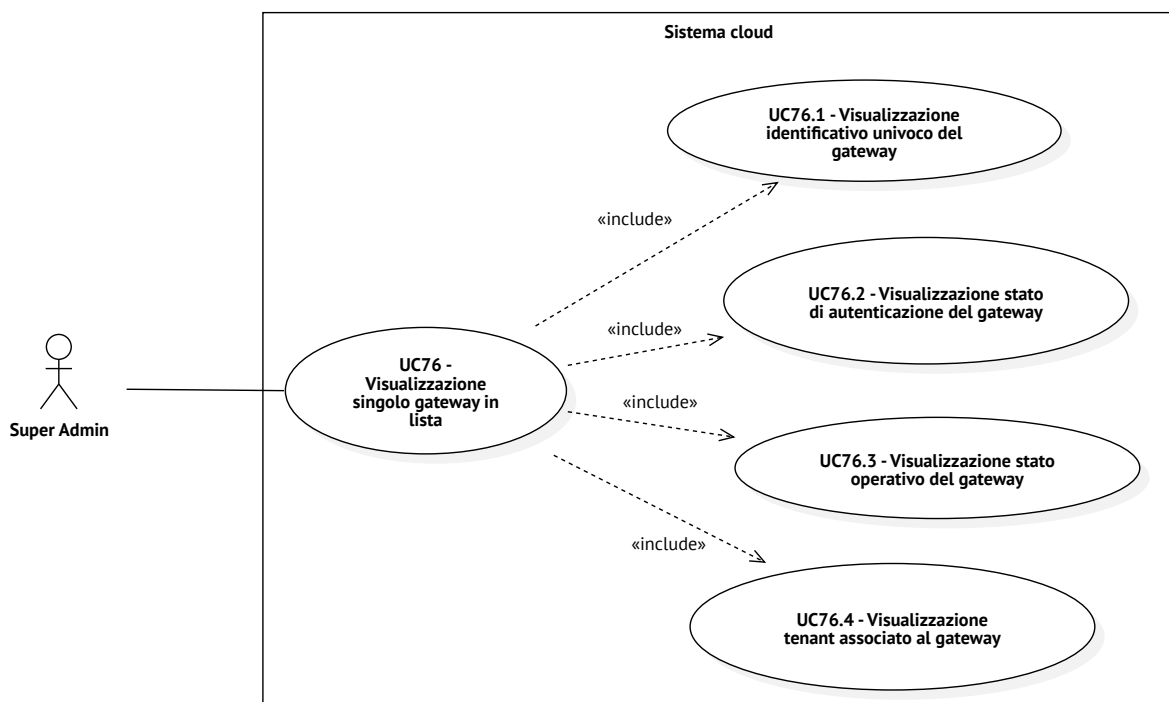 Sistema cloud
UC76.1 - Visualizzazione
identificativo univoco del
gateway
«include»
UC76.2 - Visualizzazione stato
di autenticazione del gateway
«include»
UC76 -
Visualizzazione
singolo gateway in
lista
«include»
Super Admin
UC76.3 - Visualizzazione stato
operativo del gateway
«include»
UC76.4 - Visualizzazione
tenant associato al gateway